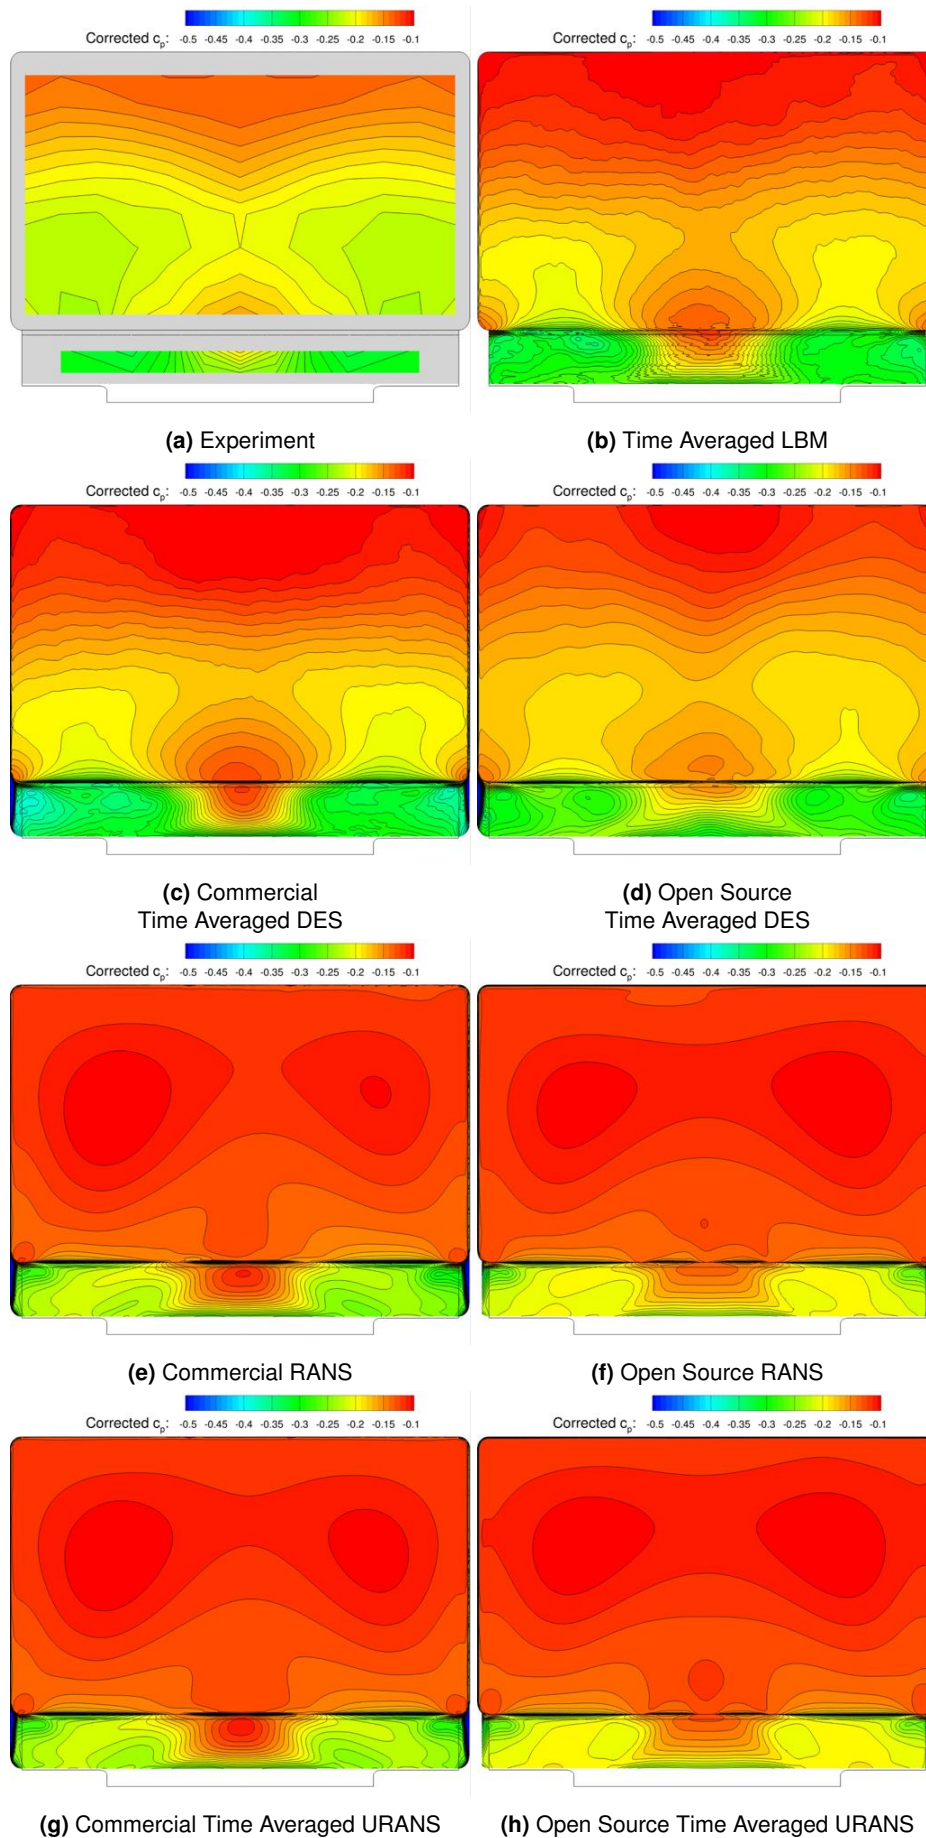 Corrected cp: -0.5 -0.45 -0.4 -0.35 -0.3 -0.25 -0.2 -0.15 -0.1
Corrected cp: -0.5 -0.45 -0.4 -0.35 -0.3 -0.25 -0.2 -0.15 -0.1
(a) Experiment
(b) Time Averaged LBM
Corrected cp: -0.5 -0.45 -0.4 -0.35 -0.3 -0.25 -0.2 -0.15 -0.1
Corrected cp: -0.5 -0.45 -0.4 -0.35 -0.3 -0.25 -0.2 -0.15 -0.1
(c) Commercial
Time Averaged DES
(d) Open Source
Time Averaged DES
Corrected cp: -0.5 -0.45 -0.4 -0.35 -0.3 -0.25 -0.2 -0.15 -0.1
Corrected cp: -0.5 -0.45 -0.4 -0.35 -0.3 -0.25 -0.2 -0.15 -0.1
(e) Commercial RANS
(f) Open Source RANS
Corrected cp: -0.5 -0.45 -0.4 -0.35 -0.3 -0.25 -0.2 -0.15 -0.1
Corrected cp: -0.5 -0.45 -0.4 -0.35 -0.3 -0.25 -0.2 -0.15 -0.1
(g) Commercial Time Averaged URANS
(h) Open Source Time Averaged URANS